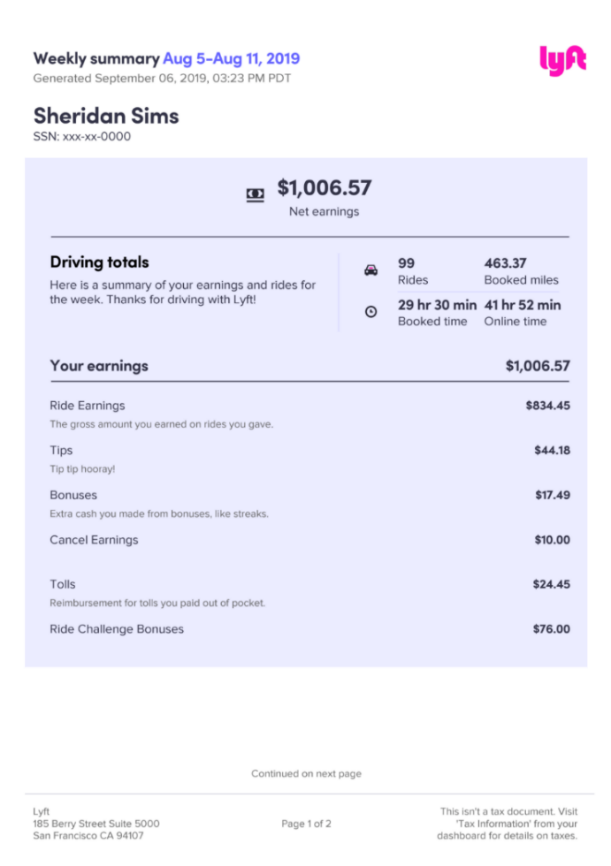 Weekly summary Aug 5-Aug 11, 2019
lyft
Generated September 06, 2019, 03:23 PM PDT
Sheridan Sims
SSN: xxx-xx-0000
$1,006.57
Net earnings
Driving totals
Here is a summary of your earnings and rides for
the week. Thanks for driving with Lyft!
99
Rides
463.37
Booked miles
29 hr 30 min
Booked time
41 hr 52 min
Online time
Your earnings $1,006.57
Ride Earnings $834.45
The gross amount you earned on rides you gave.
Tips $44.18
Tip tip hooray!
Bonuses $17.49
Extra cash you made from bonuses, like streaks.
Cancel Earnings $10.00
Tolls $24.45
Reimbursement for tolls you paid out of pocket.
Ride Challenge Bonuses $76.00
Continued on next page
Lyft
185 Berry Street Suite 5000
San Francisco CA 94107
Page 1 of 2
This isn't a tax document. Visit
'Tax Information' from your
dashboard for details on taxes.